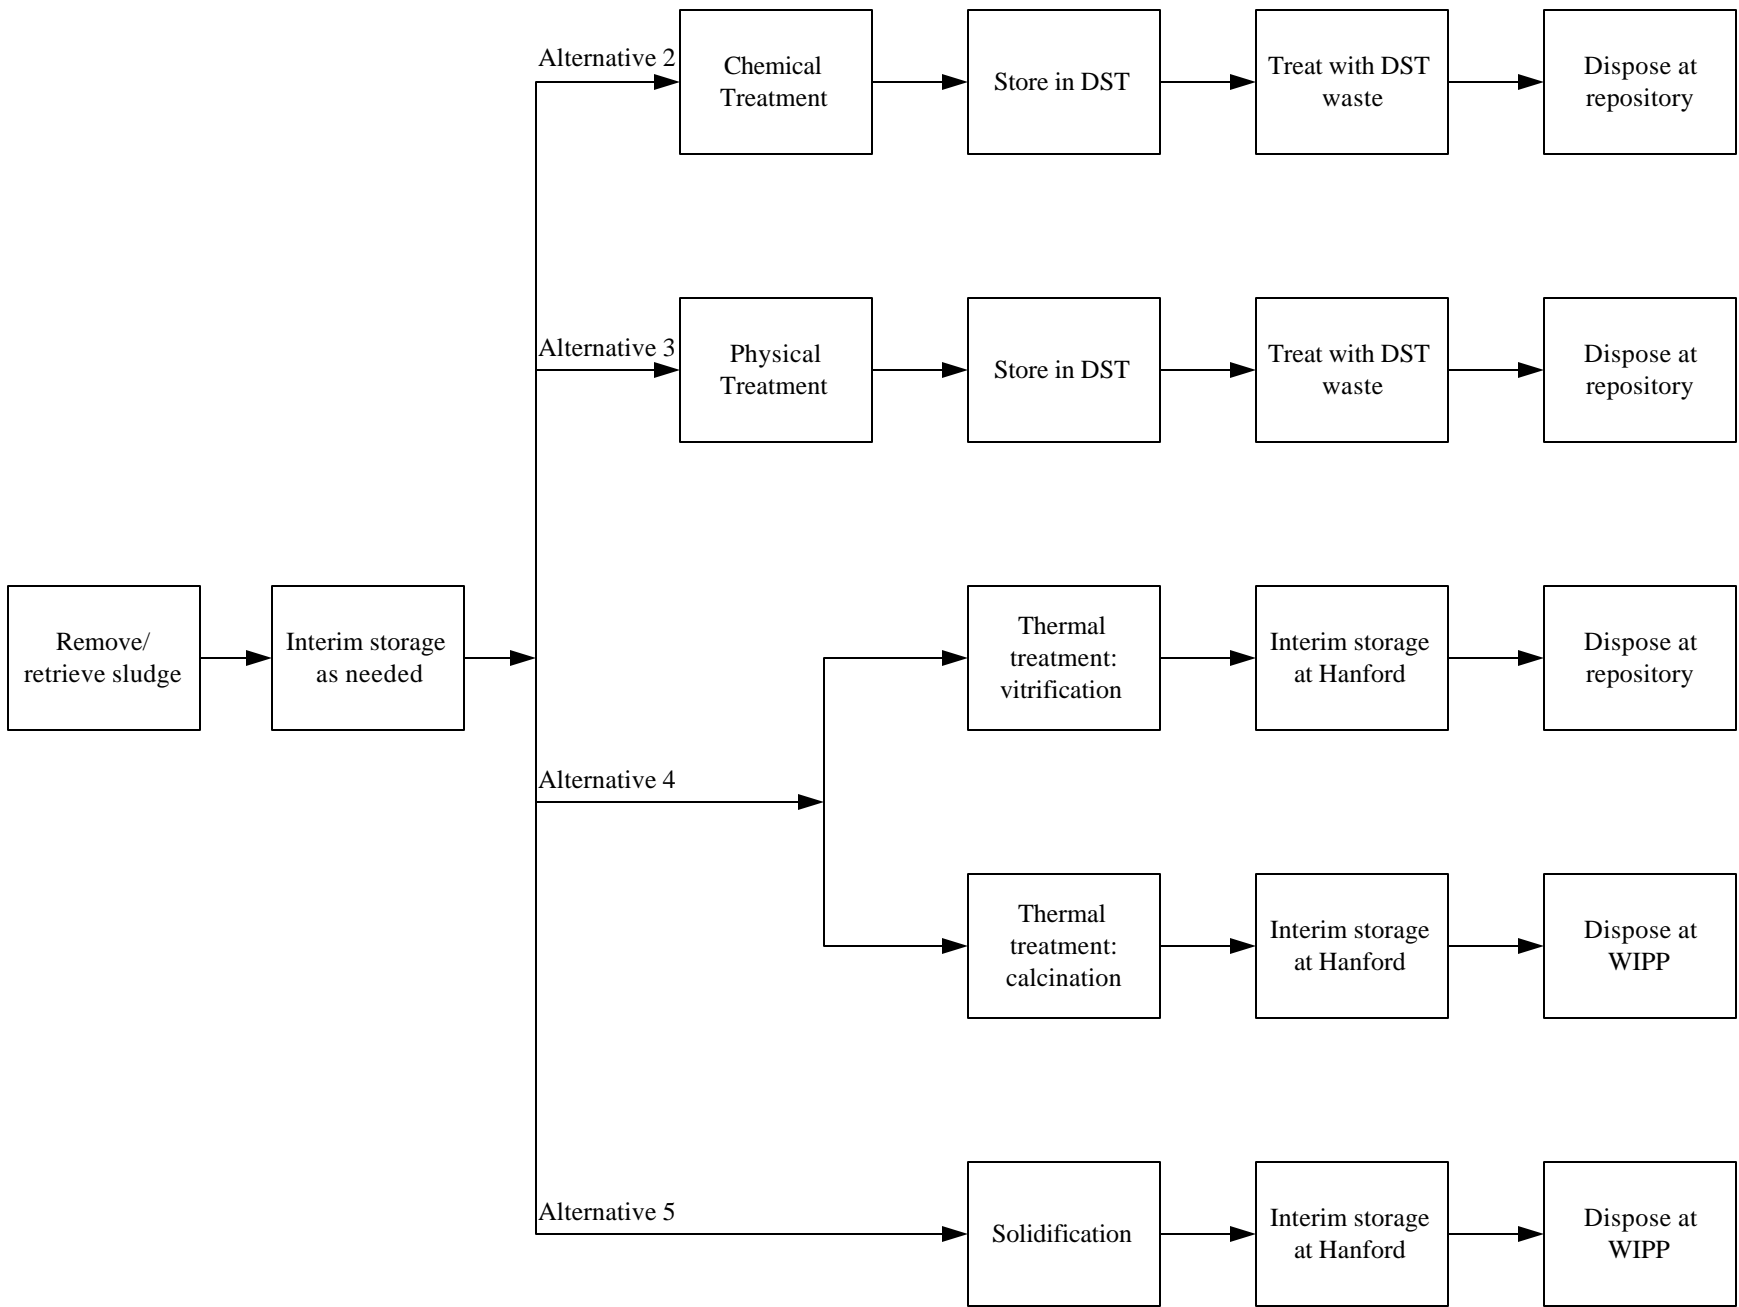 Alternative 2
Chemical
Treatment
Store in DST
Treat with DST
waste
Dispose at
repository
Alternative 3
Physical
Treatment
Store in DST
Treat with DST
waste
Dispose at
repository
Remove/
retrieve sludge
Interim storage
as needed
Alternative 4
Thermal
treatment:
vitrification
Interim storage
at Hanford
Dispose at
repository
Thermal
treatment:
calcination
Interim storage
at Hanford
Dispose at
WIPP
Alternative 5
Solidification
Interim storage
at Hanford
Dispose at
WIPP